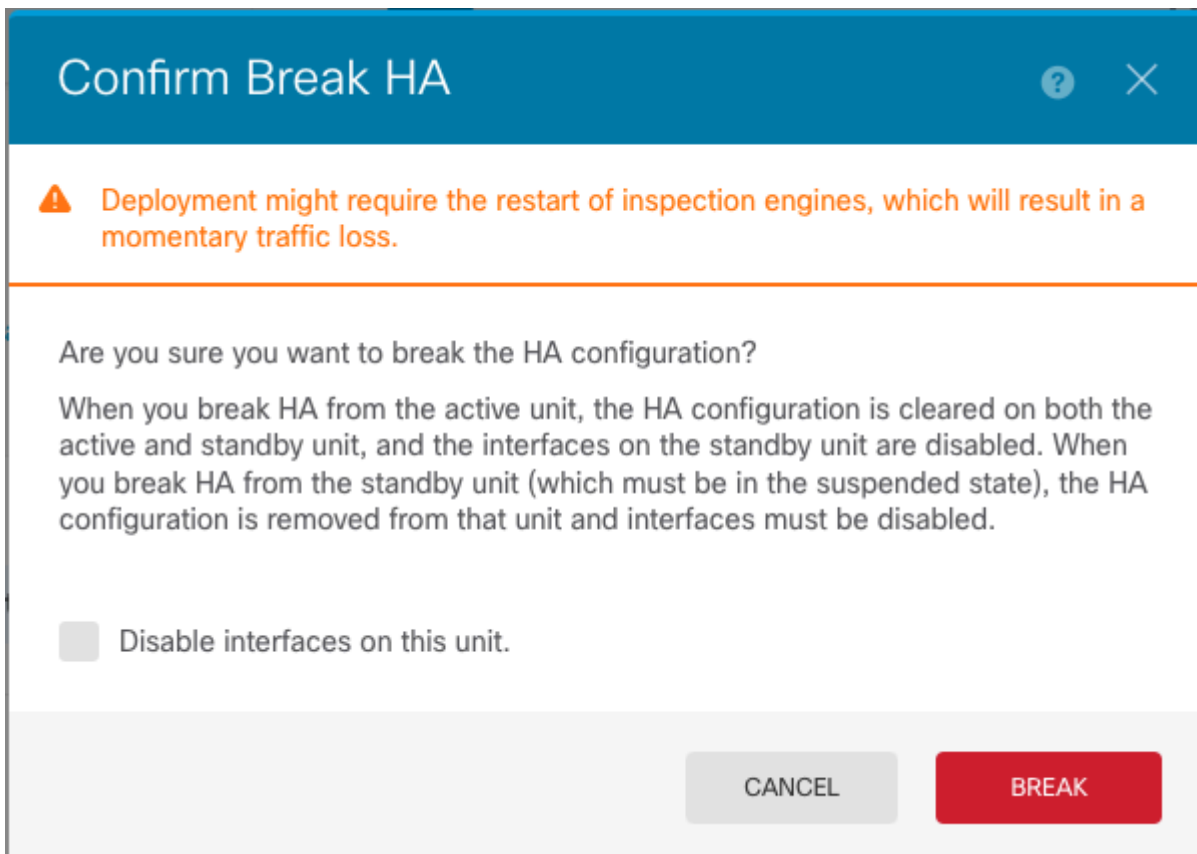 Confirm Break HA
Deployment might require the restart of inspection engines, which will result in a
momentary traffic loss.
Are you sure you want to break the HA configuration?
When you break HA from the active unit, the HA configuration is cleared on both the
active and standby unit, and the interfaces on the standby unit are disabled. When
you break HA from the standby unit (which must be in the suspended state), the HA
configuration is removed from that unit and interfaces must be disabled.
Disable interfaces on this unit.
CANCEL BREAK